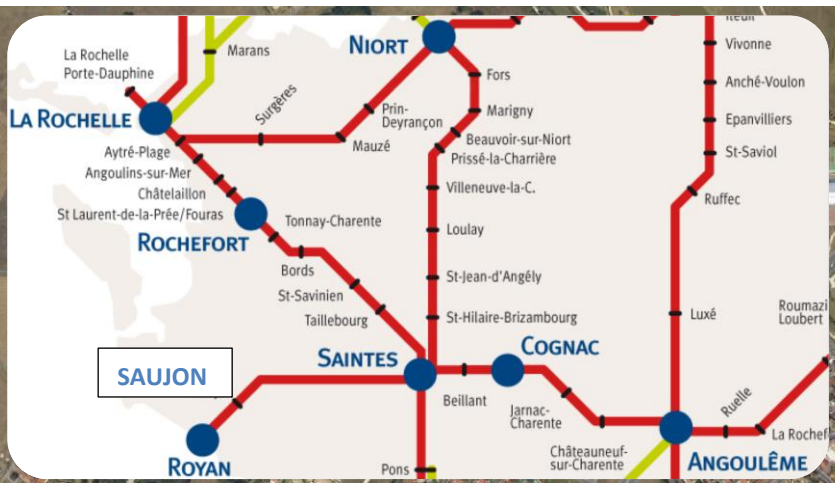 La Rochelle
Porte-Dauphine
LA ROCHELLE
Marans
Surgères
Aytré-Plage
Angoulins-sur-Mer
Châtelaillon
St Laurent-de-la-Prée/Fouras
ROCHEFORT
Tonnay-Charente
Bords
St-Savinien
Taillebourg
NIORT
Prin-
Deyrançon
Mauzé
Fors
Marigny
Beauvoir-sur-Niort
Prissé-la-Charrière
Villeneuve-la-C.
Loulay
St-Jean-d'Angély
St-Hilaire-Brizambourg
Vivonne
Anché-Voulon
Epanvilliers
St-Saviol
Ruffec
Luxé
Roumazi
Loubert
SAUJON
ROYAN
SAINTES
Pons
Beillant
COGNAC
Jarnac-
Charente
Châteauneuf-
sur-Charente
ANGOULÊME
Ruelle
La Rochef